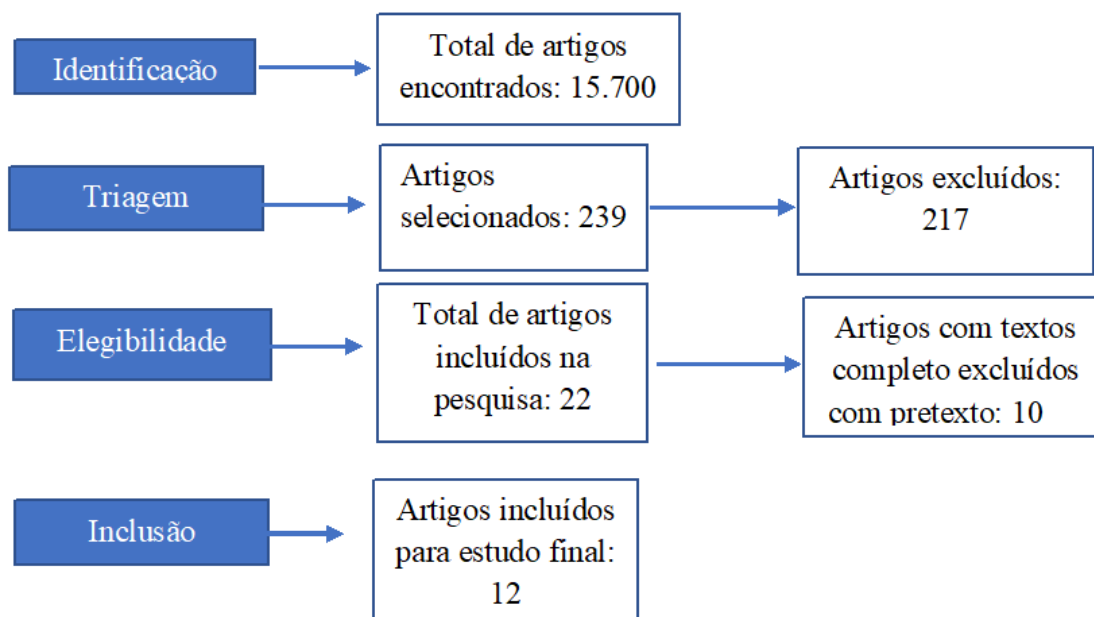 Identificação
Total de artigos
encontrados: 15.700
Triagem
Artigos
selecionados: 239
Artigos excluídos:
217
Elegibilidade
Total de artigos
incluídos na
pesquisa: 22
Artigos com textos
completo excluídos
com pretexto: 10
Inclusão
Artigos incluídos
para estudo final:
12